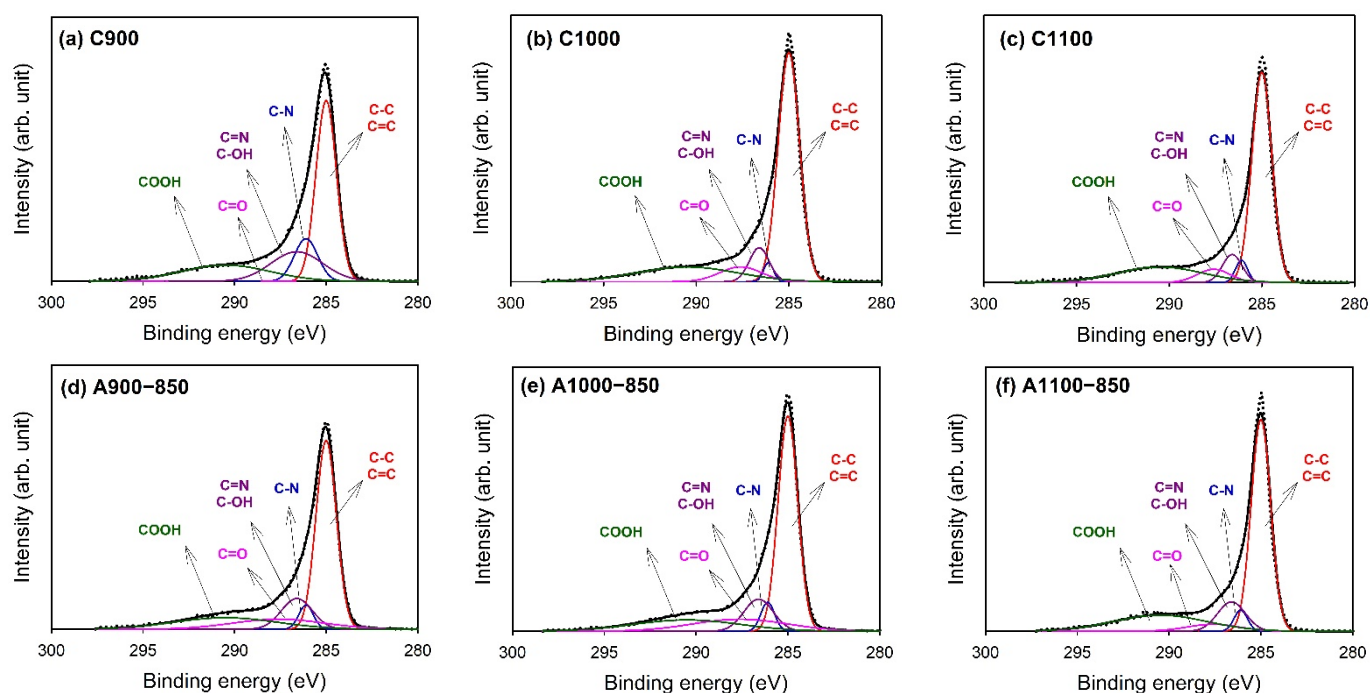 (a) C900
C-N
C-C
C=N
C=C
C-OH
COOH
C=O
Intensity (arb. unit)
300 295 290 285 280
Binding energy (eV)
(b) C1000
C=N
C-N
C-C
C-OH
C=C
COOH
C=O
Intensity (arb. unit)
300 295 290 285 280
Binding energy (eV)
(c) C1100
C-C
C=N
C-N
C=C
C-OH
COOH
C=O
Intensity (arb. unit)
300 295 290 285 280
Binding energy (eV)
(d) A900−850
C-C
C=N
C-N
C=C
C-OH
COOH
C=O
Intensity (arb. unit)
300 295 290 285 280
Binding energy (eV)
(e) A1000−850
C-C
C=N
C-N
C=C
C-OH
COOH
C=O
Intensity (arb. unit)
300 295 290 285 280
Binding energy (eV)
(f) A1100−850
C-C
C=N
C-N
C=C
C-OH
COOH
C=O
Intensity (arb. unit)
300 295 290 285 280
Binding energy (eV)